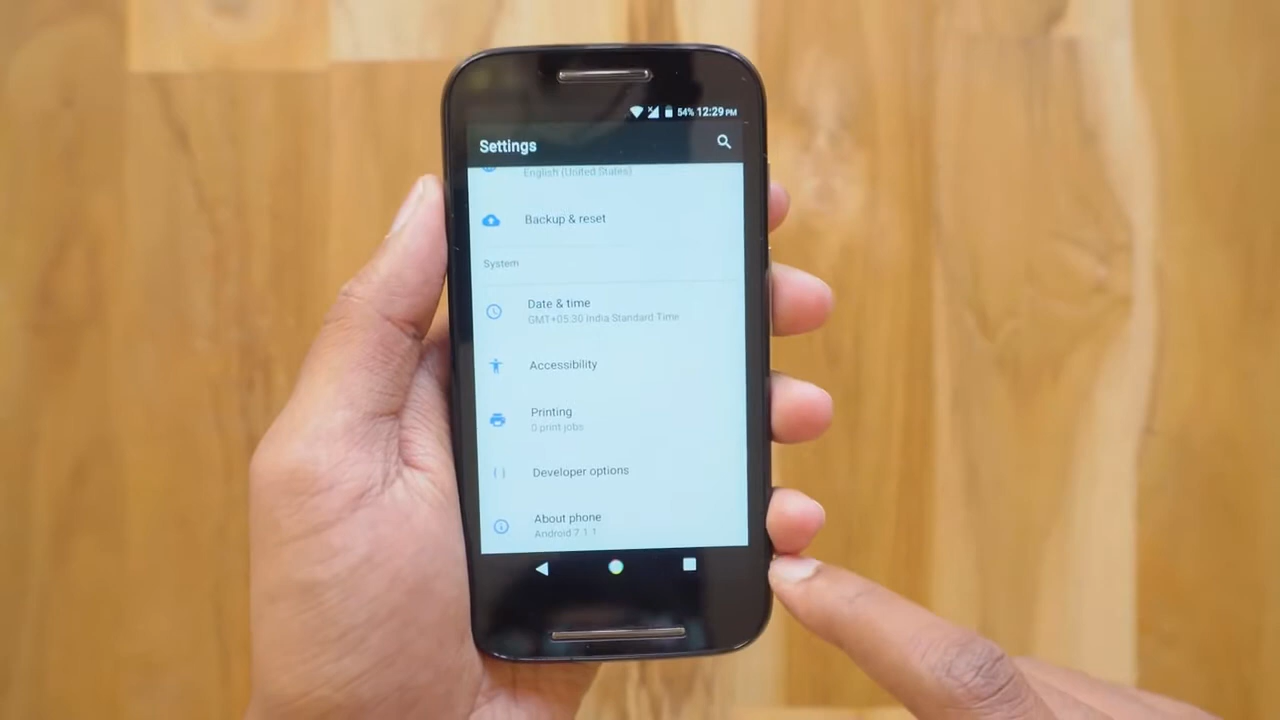 54% 12:29 PM
Settings
English (United States)
Backup & reset
System
Date & time
GMT+05:30 India Standard Time
Accessibility
Printing
0 print jobs
Developer options
About phone
Android 7.1.1